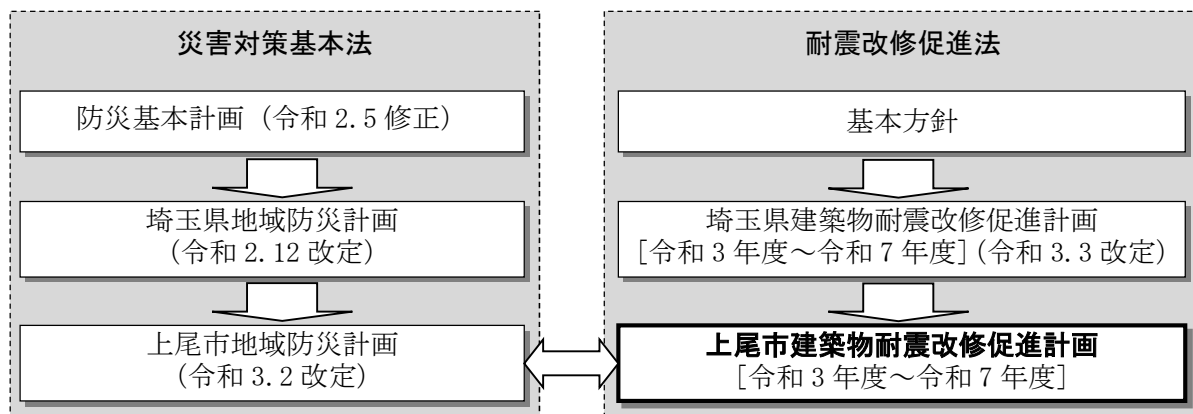 災害対策基本法
防災基本計画（令和 2.5 修正）
埼玉県地域防災計画
（令和 2.12 改定）
上尾市地域防災計画
（令和 3.2 改定）
耐震改修促進法
基本方針
埼玉県建築物耐震改修促進計画
［令和 3 年度～令和 7 年度］（令和 3.3 改定）
上尾市建築物耐震改修促進計画
［令和 3 年度～令和 7 年度］